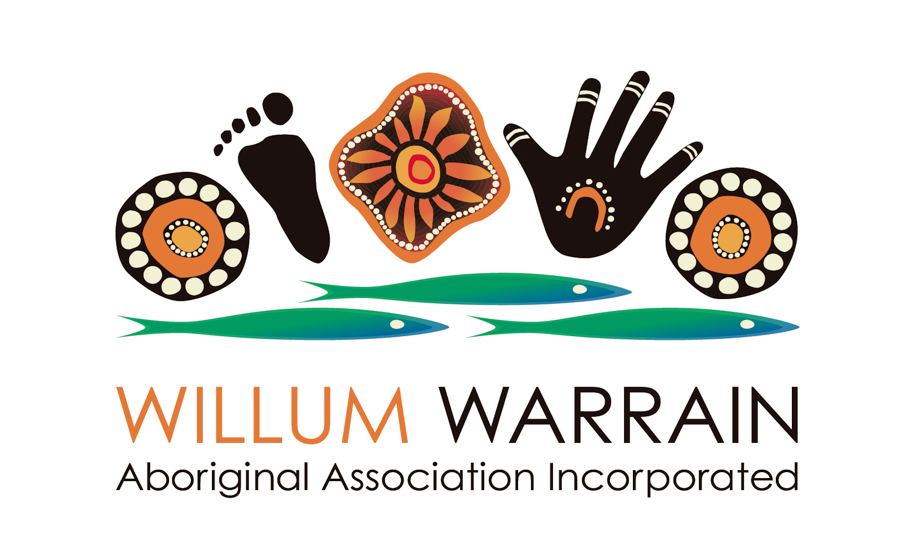 WILLUM WARRAIN
Aboriginal Association Incorporated